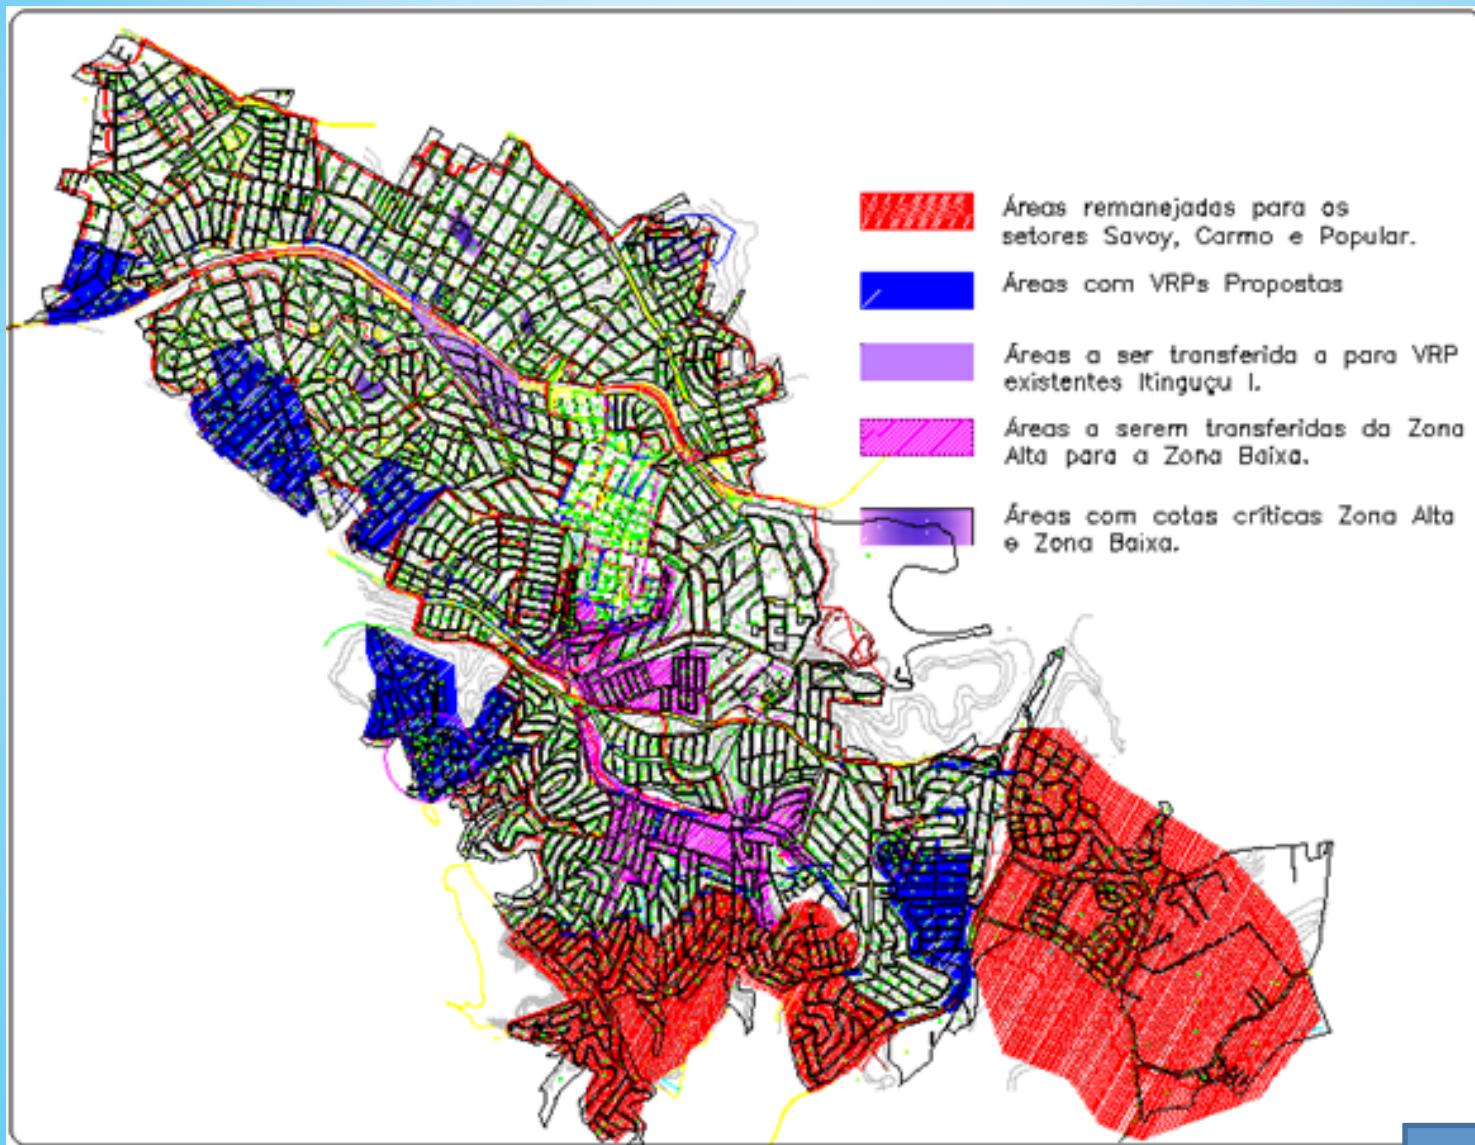 Áreas remanejadas para os
setores Savoy, Carmo e Popular.
Áreas com VRPs Propostas
Áreas a ser transferida a para VRP
existentes Itinguçu I.
Áreas a serem transferidas da Zona
Alta para a Zona Baixa.
Áreas com cotas críticas Zona Alta
e Zona Baixa.